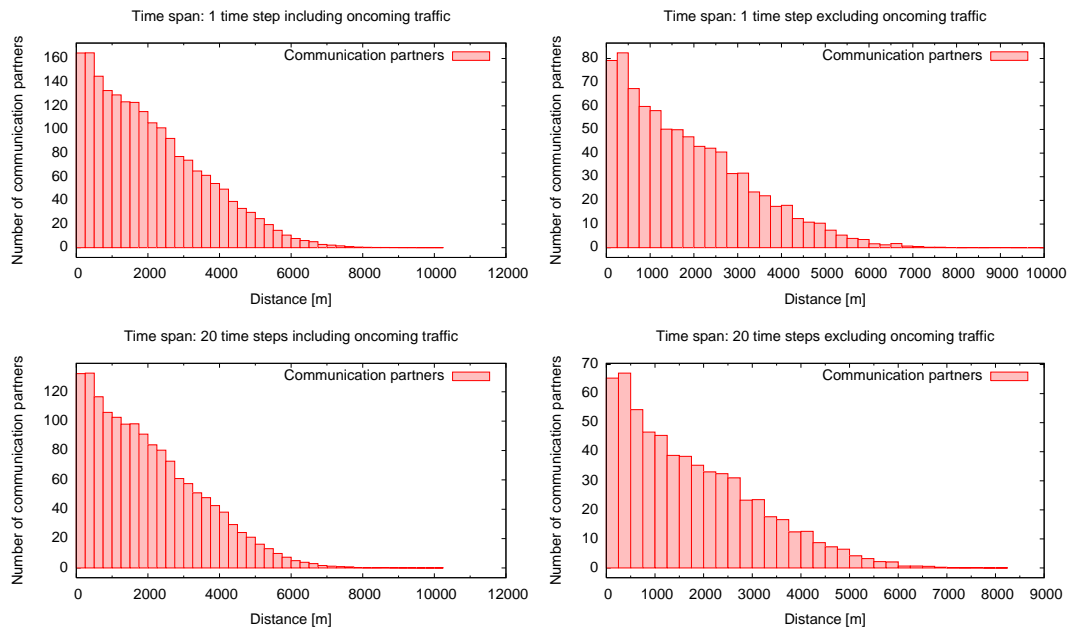 Time span: 1 time step including oncoming traffic
Number of communication partners
160
140
120
100
80
60
40
20
0
Communication partners
0 2000 4000 6000 8000 10000 12000
Distance [m]
Time span: 1 time step excluding oncoming traffic
Number of communication partners
80
70
60
50
40
30
20
10
0
Communication partners
0 1000 2000 3000 4000 5000 6000 7000 8000 9000 10000
Distance [m]
Time span: 20 time steps including oncoming traffic
Number of communication partners
120
100
80
60
40
20
0
Communication partners
0 2000 4000 6000 8000 10000 12000
Distance [m]
Time span: 20 time steps excluding oncoming traffic
Number of communication partners
70
60
50
40
30
20
10
0
Communication partners
0 1000 2000 3000 4000 5000 6000 7000 8000 9000
Distance [m]